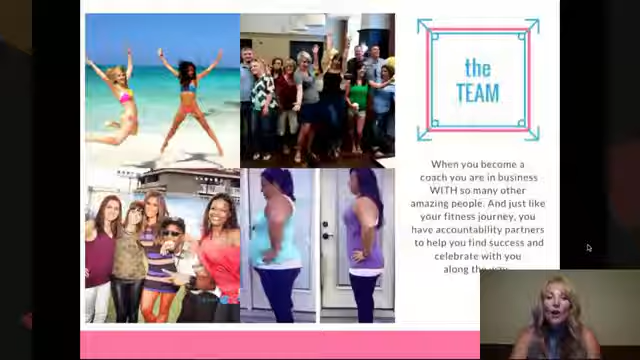 the
TEAM
When you become a
coach you are in business
WITH so many other
amazing people. And just like
your fitness journey, you
have accountability partners
to help you find success and
celebrate with you
along the way.